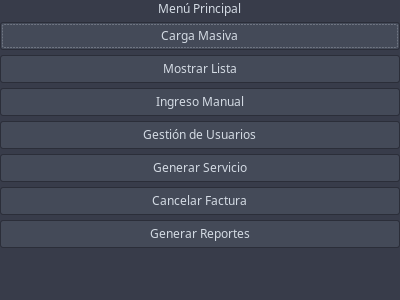 Menú Principal
Carga Masiva
Mostrar Lista
Ingreso Manual
Gestión de Usuarios
Generar Servicio
Cancelar Factura
Generar Reportes